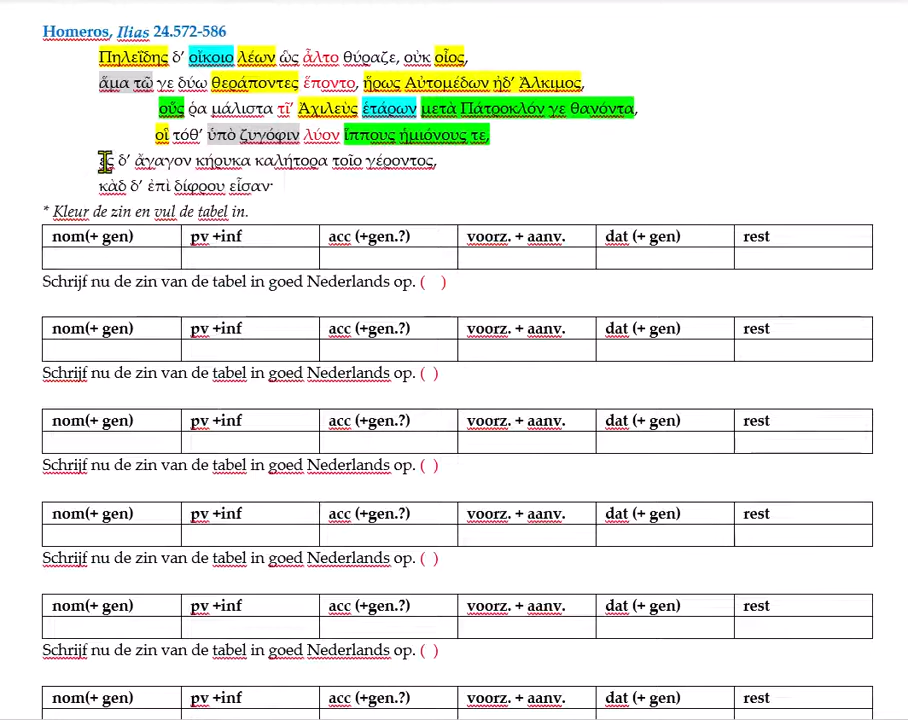 Homeros, Ilias 24.572-586
Πηλεΐδης δ’ οἴκοιο λέων ὣς ἆλτο θύραζε, οὐκ οἶος,
ἅμα τῶ γε δύω θεράποντες ἕποντο, ἥρως Αὐτομέδων ἠδ’ Ἄλκιμος,
οὕς ῥα μάλιστα τῖ’ Ἀχιλεὺς ἑτάρων μετὰ Πάτροκλόν γε θανόντα,
οἳ τόθ’ ὑπὸ ζυγόφιν λύον ἵππους ἡμιόνους τε,
ἐς δ’ ἄγαγον κήρυκα καλήτορα τοῖο γέροντος,
κὰδ δ’ ἐπὶ δίφρου εἷσαν·
* Kleur de zin en vul de tabel in.
nom(+ gen) pv +inf acc (+gen.?) voorz. + aanv. dat (+ gen) rest
Schrijf nu de zin van de tabel in goed Nederlands op. ( )
nom(+ gen) pv +inf acc (+gen.?) voorz. + aanv. dat (+ gen) rest
Schrijf nu de zin van de tabel in goed Nederlands op. ( )
nom(+ gen) pv +inf acc (+gen.?) voorz. + aanv. dat (+ gen) rest
Schrijf nu de zin van de tabel in goed Nederlands op. ( )
nom(+ gen) pv +inf acc (+gen.?) voorz. + aanv. dat (+ gen) rest
Schrijf nu de zin van de tabel in goed Nederlands op. ( )
nom(+ gen) pv +inf acc (+gen.?) voorz. + aanv. dat (+ gen) rest
Schrijf nu de zin van de tabel in goed Nederlands op. ( )
nom(+ gen) pv +inf acc (+gen.?) voorz. + aanv. dat (+ gen) rest